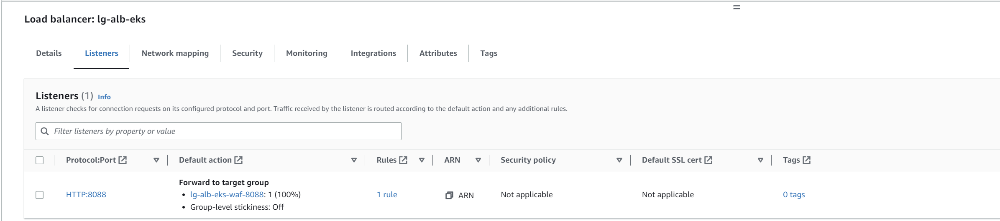 Load balancer: lg-alb-eks
Details Listeners Network mapping Security Monitoring Integrations Attributes Tags
Listeners (1) Info
A listener checks for connection requests on its configured protocol and port. Traffic received by the listener is routed according to the default action and any additional rules.
Filter listeners by property or value
Protocol:Port Default action Rules ARN Security policy Default SSL cert Tags
Forward to target group
HTTP:8088 • lg-alb-eks-waf-8088: 1 (100%) 1 rule ARN Not applicable Not applicable 0 tags
• Group-level stickiness: Off